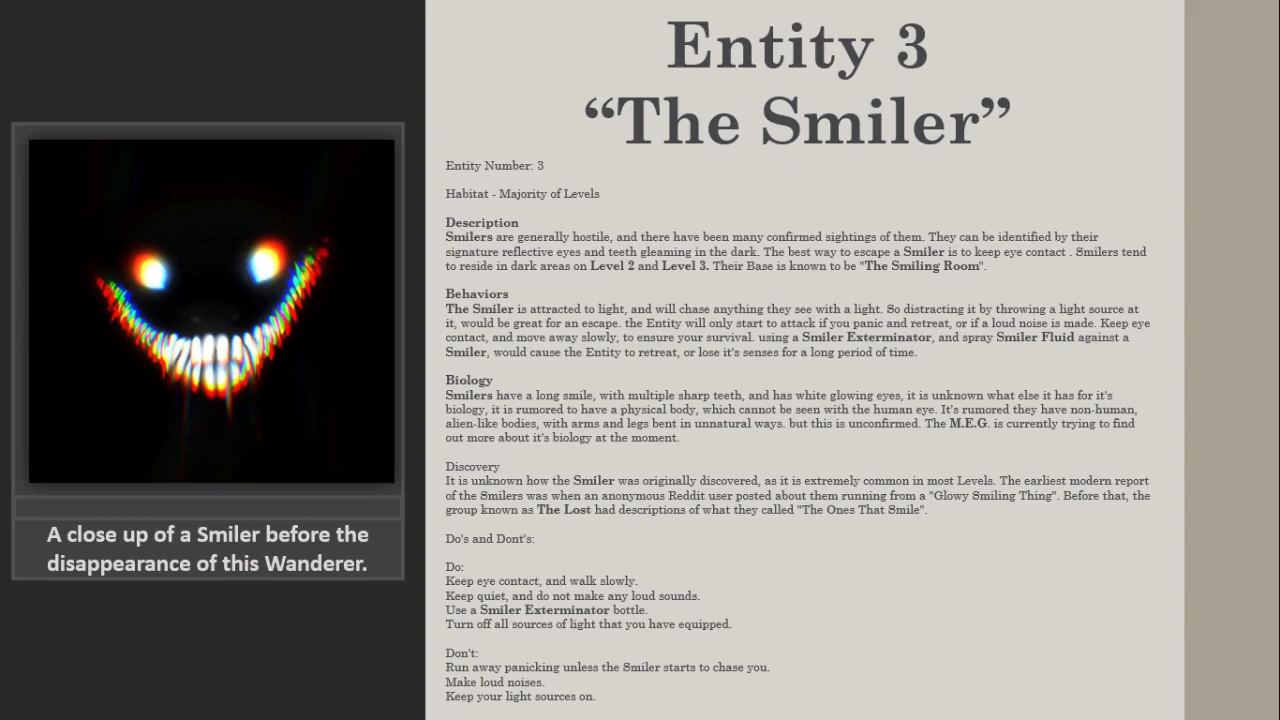 Entity 3
“The Smiler”
Entity Number: 3
Habitat - Majority of Levels
Description
Smilers are generally hostile, and there have been many confirmed sightings of them. They can be identified by their
signature reflective eyes and teeth gleaming in the dark. The best way to escape a Smiler is to keep eye contact . Smilers tend
to reside in dark areas on Level 2 and Level 3. Their Base is known to be "The Smiling Room".
Behaviors
The Smiler is attracted to light, and will chase anything they see with a light. So distracting it by throwing a light source at
it, would be great for an escape. the Entity will only start to attack if you panic and retreat, or if a loud noise is made. Keep eye
contact, and move away slowly, to ensure your survival. using a Smiler Exterminator, and spray Smiler Fluid against a
Smiler, would cause the Entity to retreat, or lose it's senses for a long period of time.
Biology
Smilers have a long smile, with multiple sharp teeth, and has white glowing eyes, it is unknown what else it has for it's
biology, it is rumored to have a physical body, which cannot be seen with the human eye. It's rumored they have non-human,
alien-like bodies, with arms and legs bent in unnatural ways. but this is unconfirmed. The M.E.G. is currently trying to find
out more about it's biology at the moment.
Discovery
It is unknown how the Smiler was originally discovered, as it is extremely common in most Levels. The earliest modern report
of the Smilers was when an anonymous Reddit user posted about them running from a "Glowy Smiling Thing". Before that, the
group known as The Lost had descriptions of what they called "The Ones That Smile".
Do's and Dont's:
Do:
Keep eye contact, and walk slowly.
Keep quiet, and do not make any loud sounds.
Use a Smiler Exterminator bottle.
Turn off all sources of light that you have equipped.
Don't:
Run away panicking unless the Smiler starts to chase you.
Make loud noises.
Keep your light sources on.
A close up of a Smiler before the
disappearance of this Wanderer.